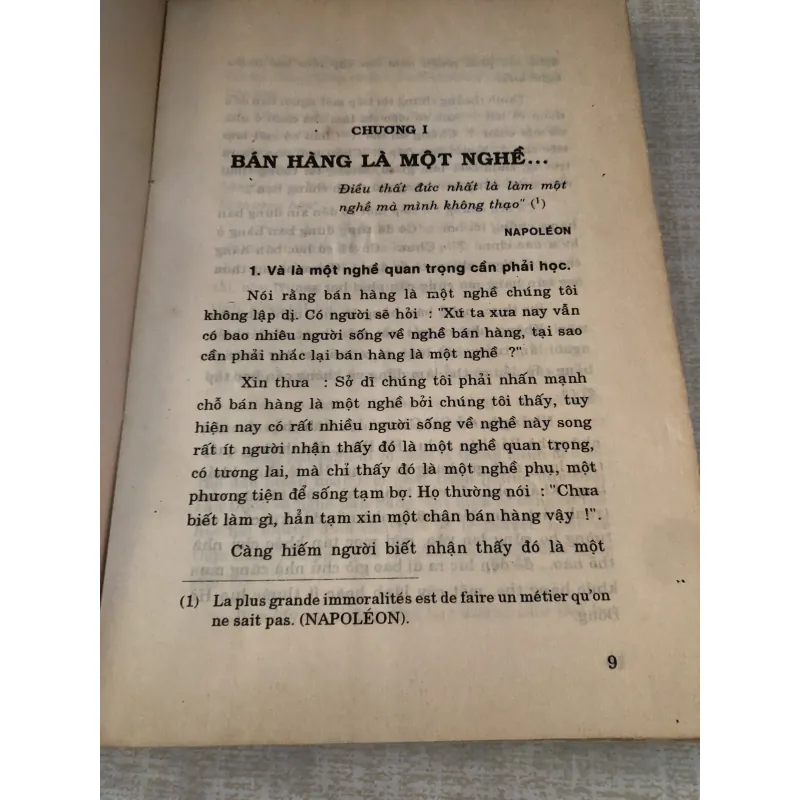 CHƯƠNG I
BÁN HÀNG LÀ MỘT NGHỀ...
Điều thất đức nhất là làm một
nghề mà mình không thạo" (¹)
NAPOLÉON
1. Và là một nghề quan trọng cần phải học.
Nói rằng bán hàng là một nghề chúng tôi
không lập dị. Có người sẽ hỏi : "Xứ ta xưa nay vẫn
có bao nhiêu người sống về nghề bán hàng, tại sao
cần phải nhắc lại bán hàng là một nghề ?"
Xin thưa : Sở dĩ chúng tôi phải nhấn mạnh
chỗ bán hàng là một nghề bởi chúng tôi thấy, tuy
hiện nay có rất nhiều người sống về nghề này song
rất ít người nhận thấy đó là một nghề quan trọng,
có tương lai, mà chỉ thấy đó là một nghề phụ, một
phương tiện để sống tạm bợ. Họ thường nói : "Chưa
biết làm gì, hẳn tạm xin một chân bán hàng vậy !".
Càng hiếm người biết nhận thấy đó là một
(1) La plus grande immoralités est de faire un métier qu'on
ne sait pas. (NAPOLÉON).
9